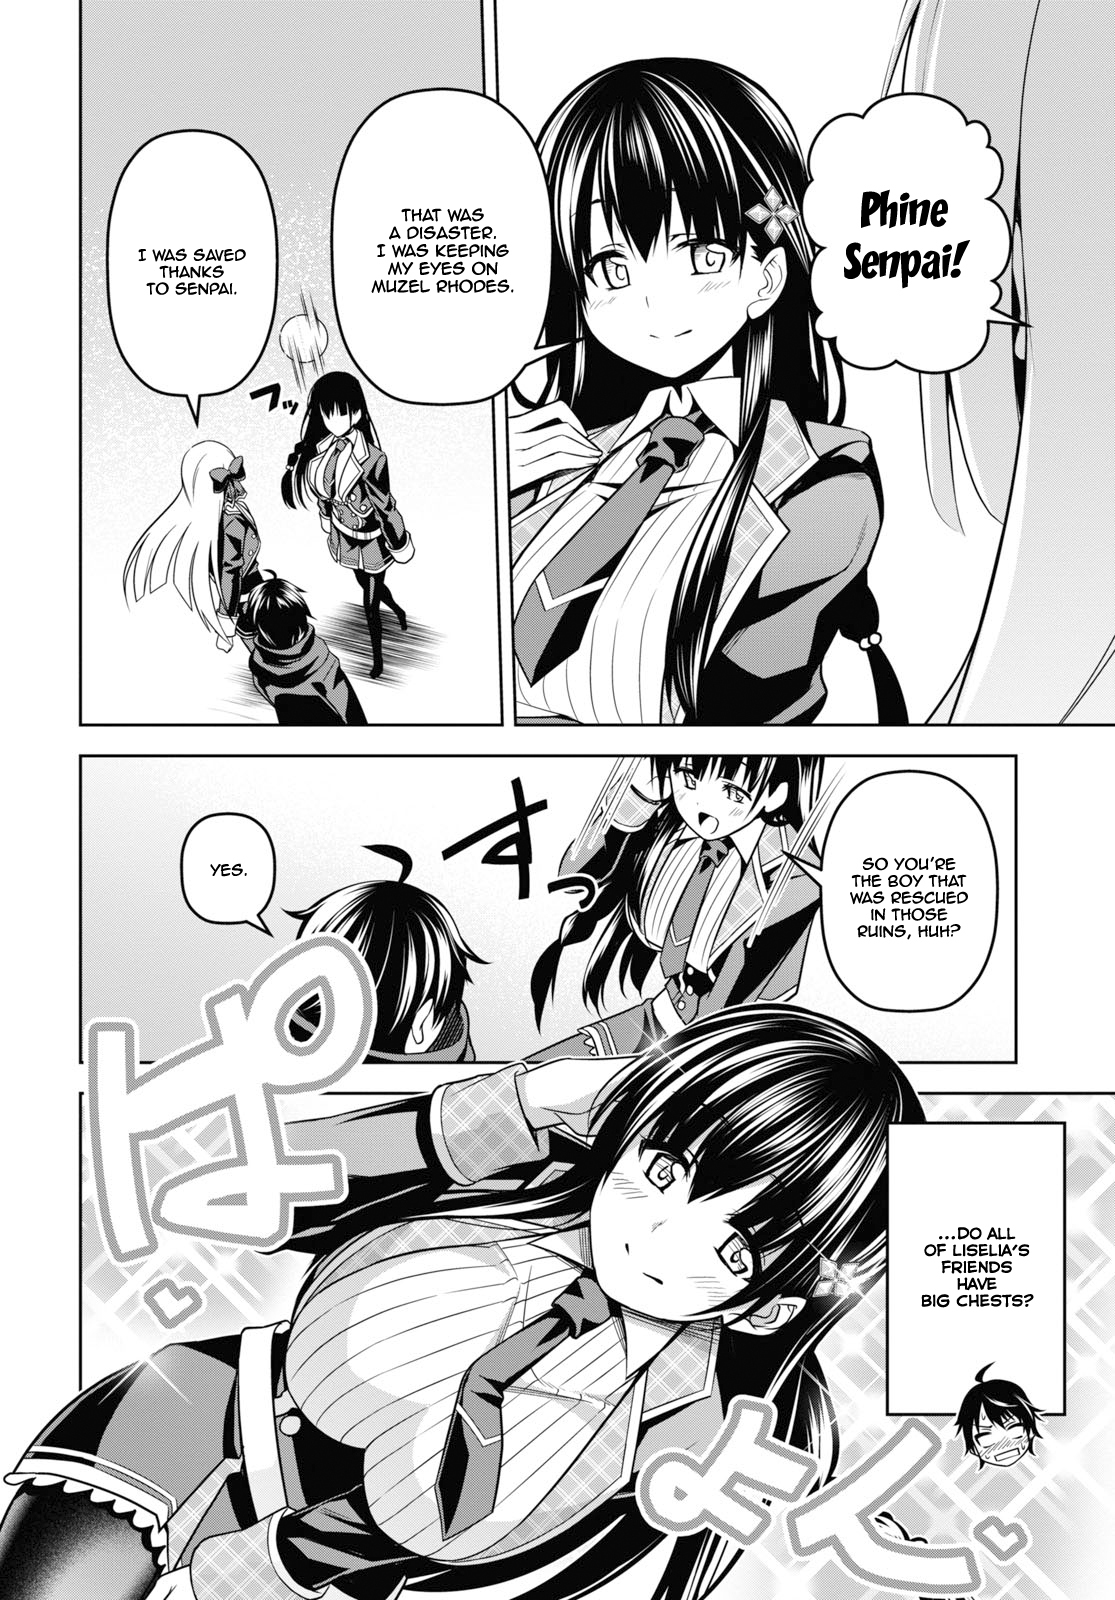 Phine
Senpai!
THAT WAS
A DISASTER.
I WAS KEEPING
MY EYES ON
MUZEL RHODES.
I WAS SAVED
THANKS
TO SENPAI.
フッ
SO YOU'RE
THE BOY THAT
WAS RESCUED
IN THOSE
RUINS, HUH?
すっ
YES.
ぱ
よん
...DO ALL
OF LISELIA'S
FRIENDS
HAVE
BIG CHESTS?